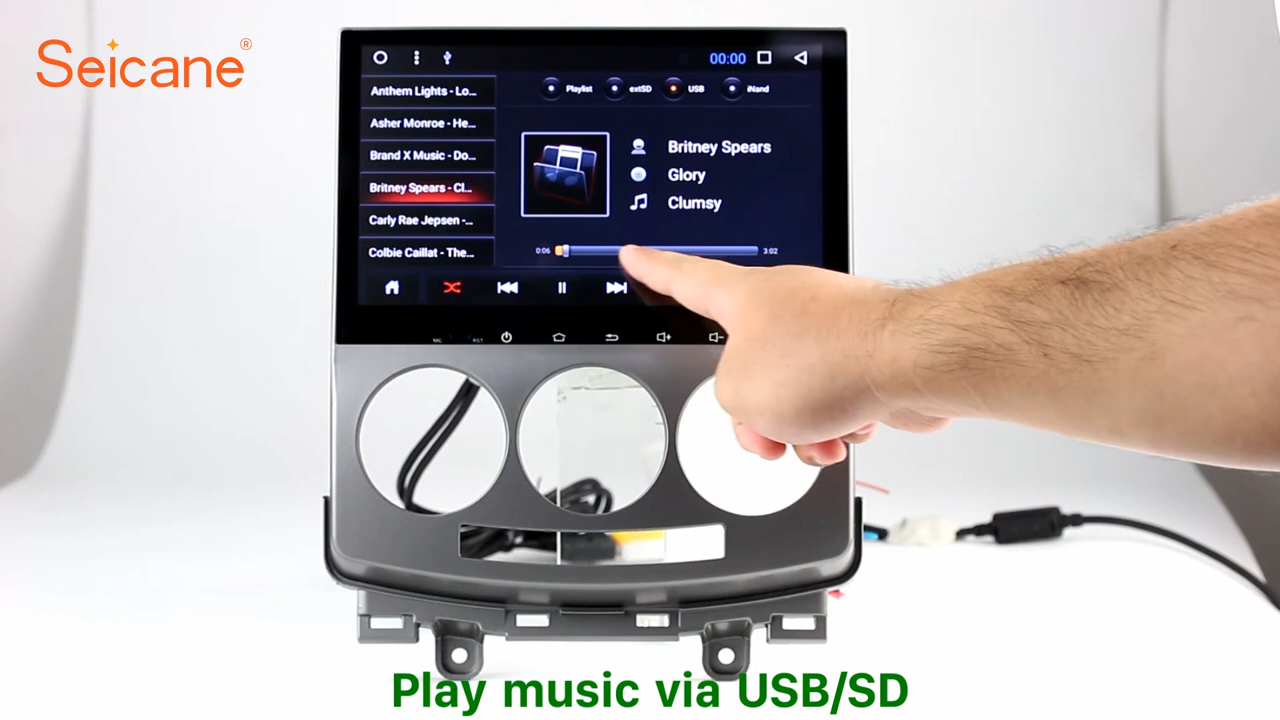 Seicane®
00:00
Playlist extSD USB iNand
Anthem Lights - Lo...
Asher Monroe - He...
Brand X Music - Do...
Britney Spears - Cl...
Carly Rae Jepsen -...
Colbie Caillat - The...
Britney Spears
Glory
Clumsy
0:06 3:02
MIC RST
Play music via USB/SD